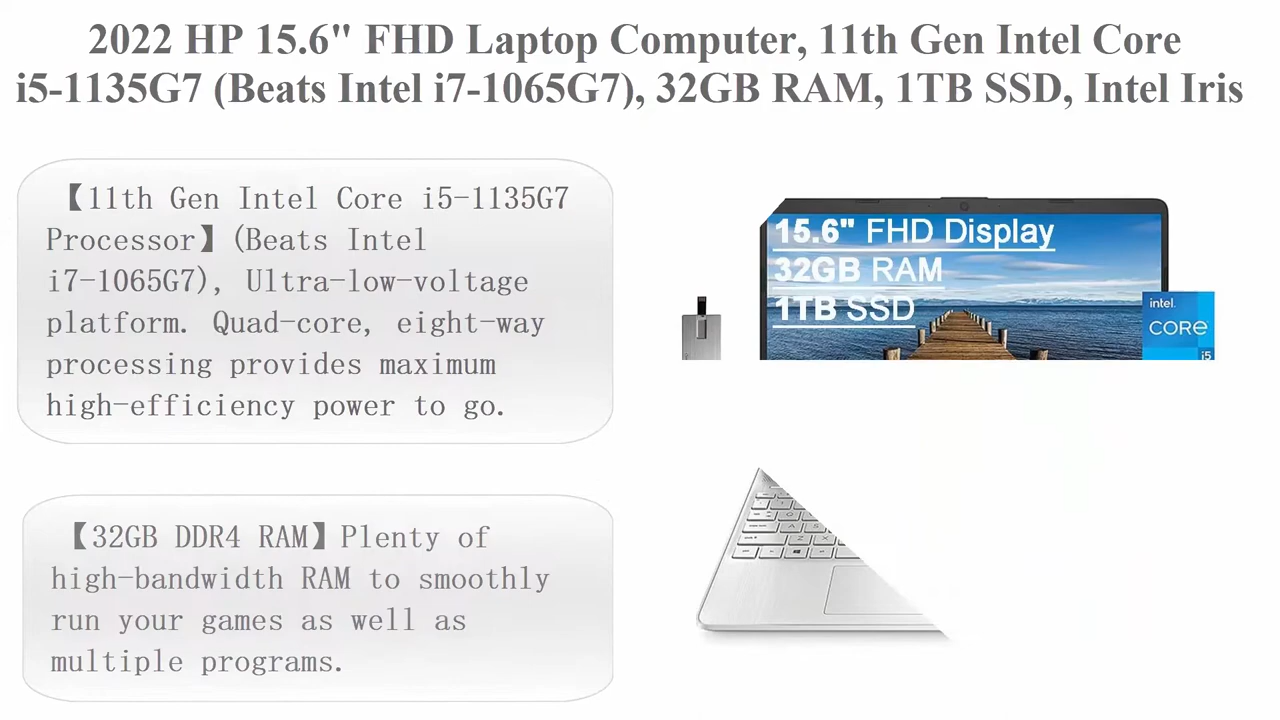 2022 HP 15.6" FHD Laptop Computer, 11th Gen Intel Core
i5-1135G7 (Beats Intel i7-1065G7), 32GB RAM, 1TB SSD, Intel Iris
【11th Gen Intel Core i5-1135G7
Processor】(Beats Intel
i7-1065G7), Ultra-low-voltage
platform. Quad-core, eight-way
processing provides maximum
high-efficiency power to go.
【32GB DDR4 RAM】Plenty of
high-bandwidth RAM to smoothly
run your games as well as
multiple programs.
15.6" FHD Display
32GB RAM
1TB SSD
intel.
CORE
i5